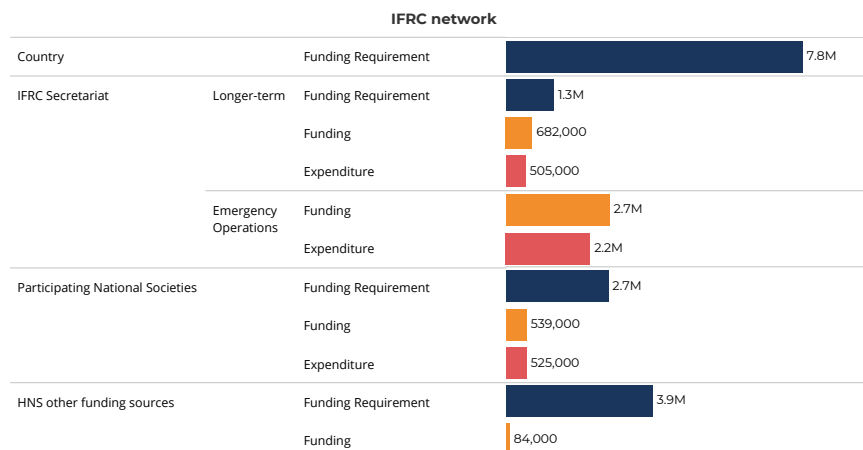 IFRC network
Country Funding Requirement 7.8M
IFRC Secretariat Longer-term Funding Requirement 1.3M
Funding 682,000
Expenditure 505,000
Emergency Operations Funding 2.7M
Expenditure 2.2M
Participating National Societies Funding Requirement 2.7M
Funding 539,000
Expenditure 525,000
HNS other funding sources Funding Requirement 3.9M
Funding 84,000